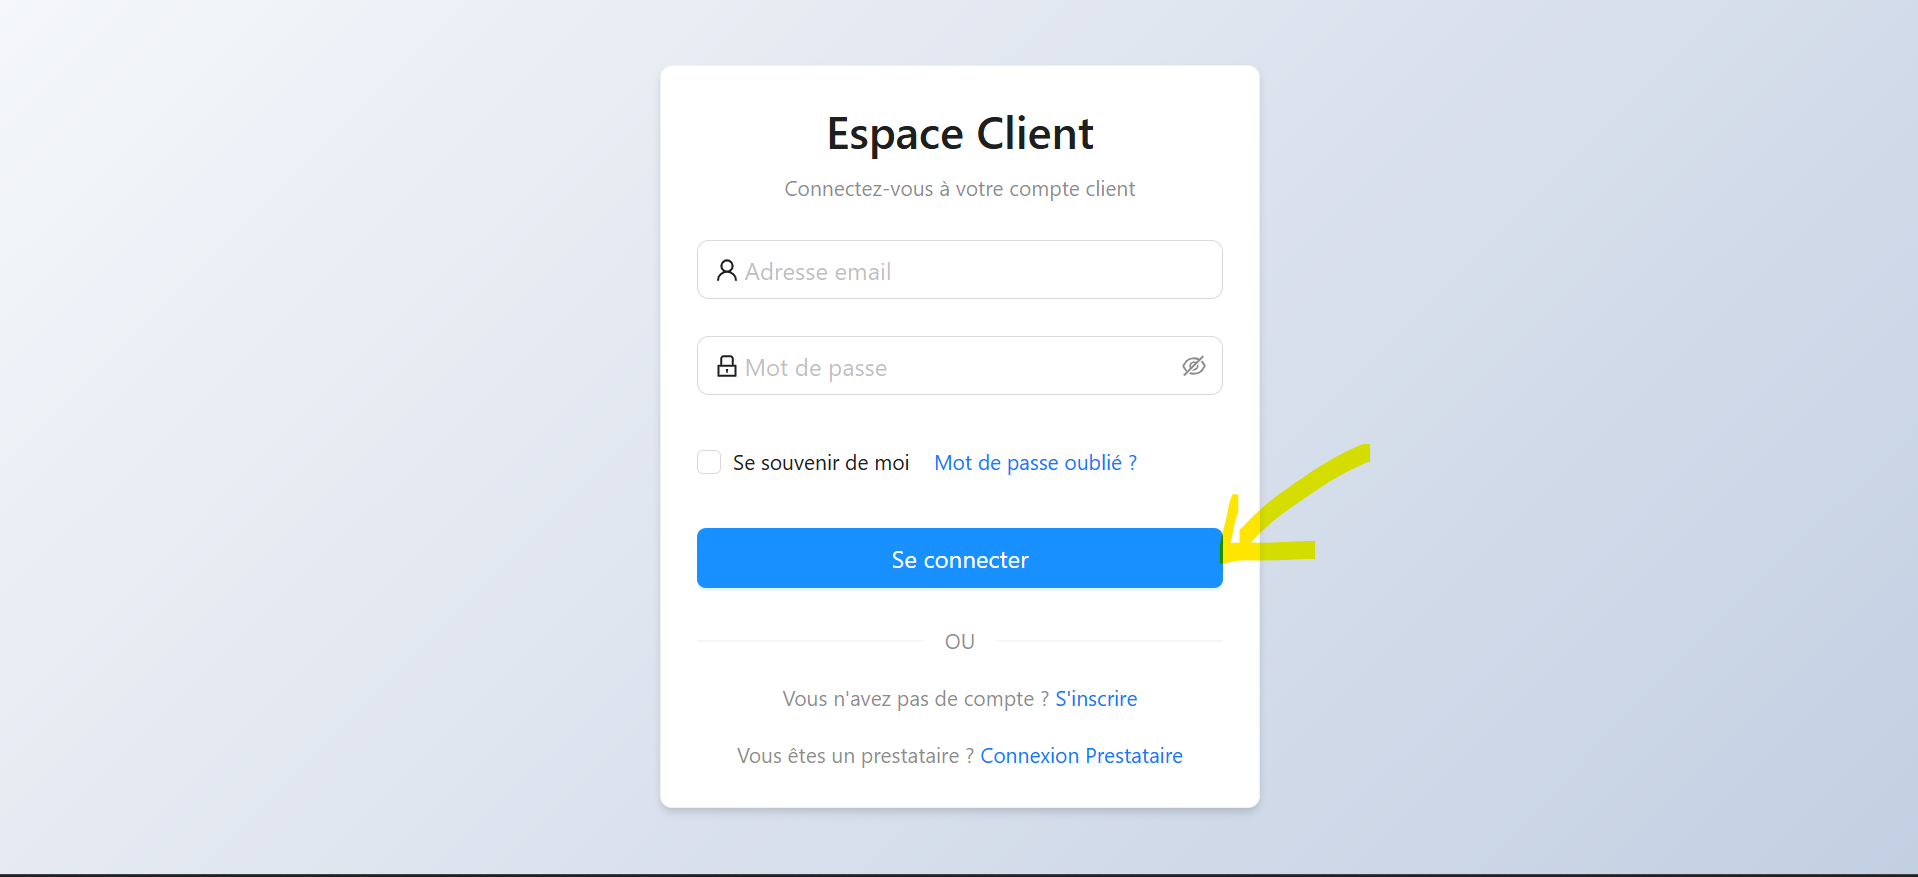 Espace Client
Connectez-vous à votre compte client
Adresse email
Mot de passe
Se souvenir de moi Mot de passe oublié ?
Se connecter
OU
Vous n'avez pas de compte ? S'inscrire
Vous êtes un prestataire ? Connexion Prestataire